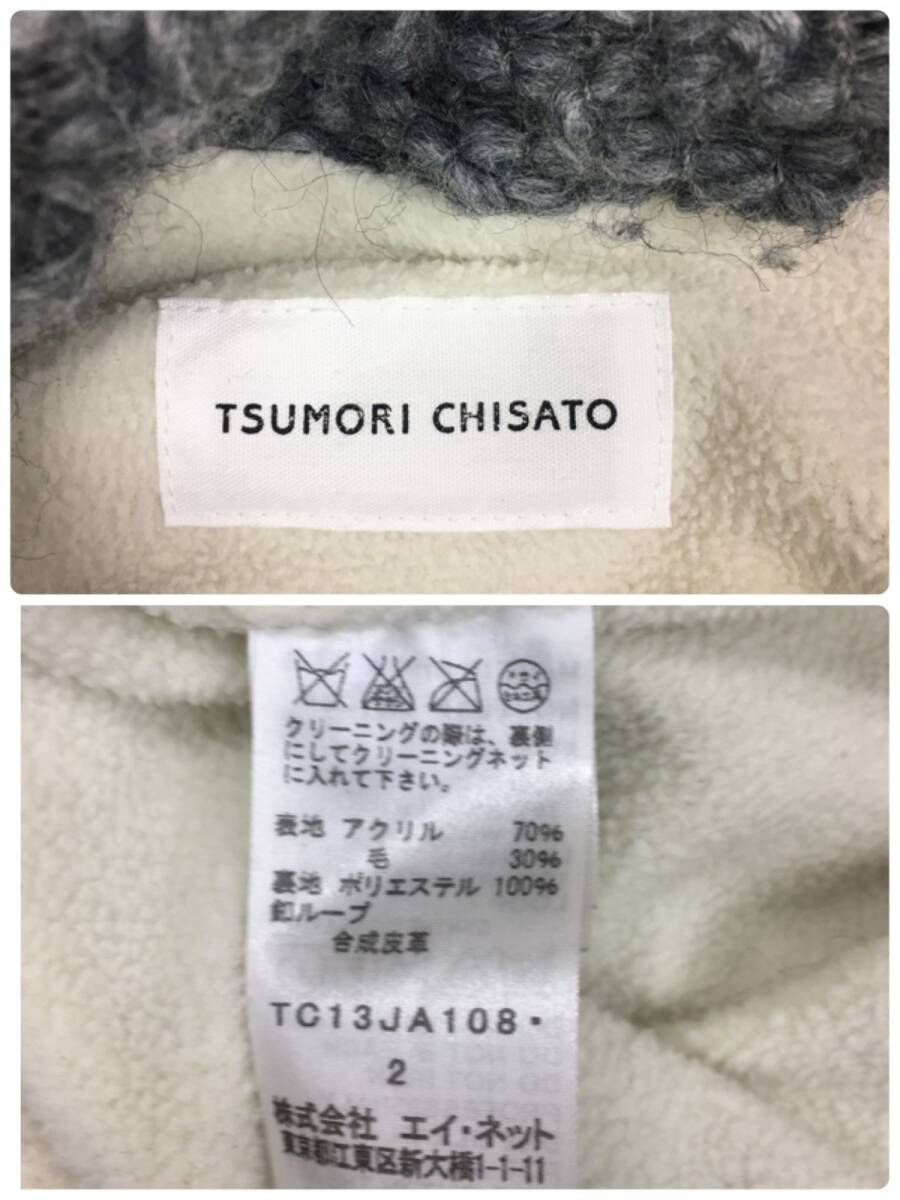 TSUMORI CHISATO
ドライ
クリーニングの際は、裏側
にしてクリーニングネット
に入れて下さい。
表地 アクリル 70%
毛 30%
裏地 ポリエステル 100%
釦ループ
合成皮革
TC13JA108・
2
株式会社 エイ・ネット
東京都江東区新大橋1-1-11